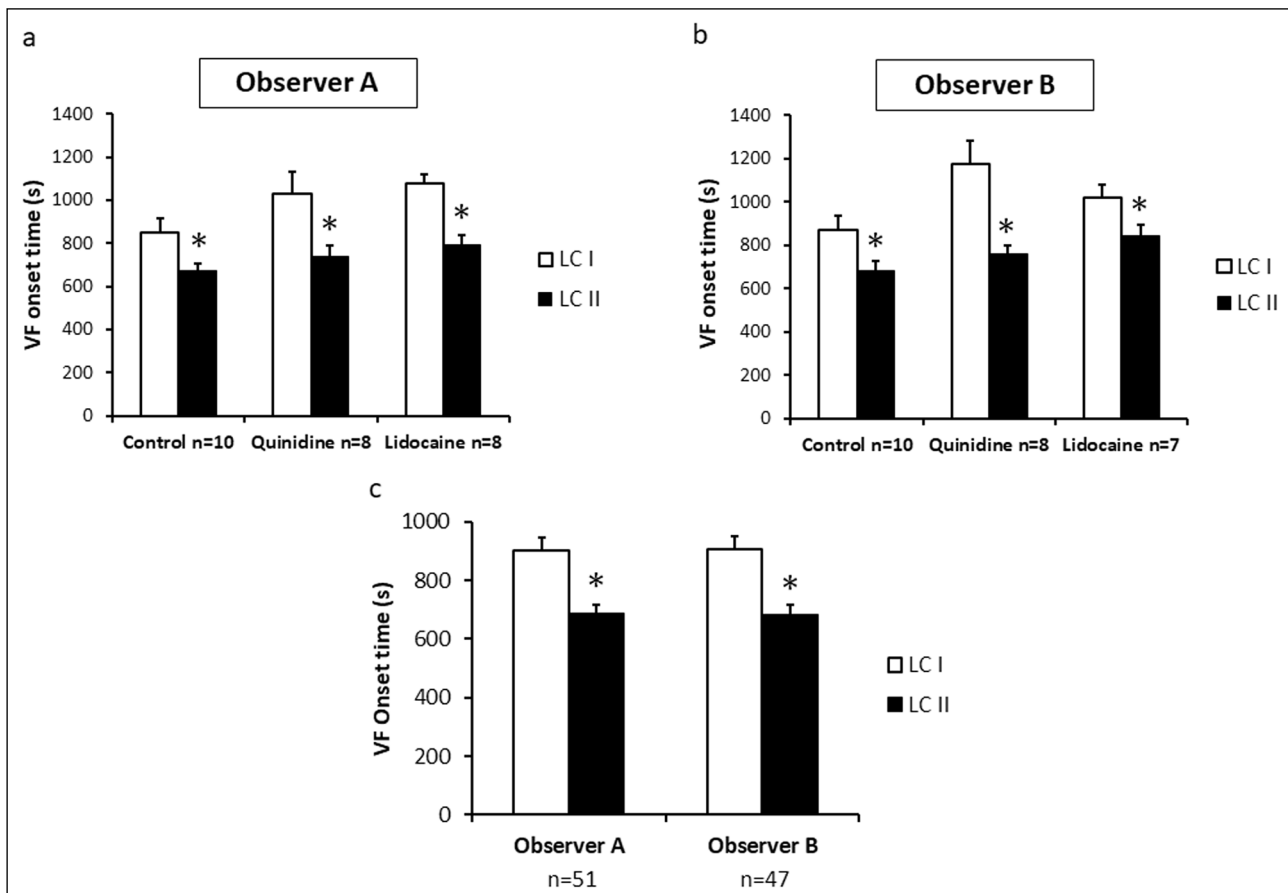 a
Observer A
1400
1200
1000
800
600
400
200
0
VF onset time (s)
*
*
*
Control n=10
Quinidine n=8
Lidocaine n=8
LC I
LC II
b
Observer B
1400
1200
1000
800
600
400
200
0
VF onset time (s)
*
*
*
Control n=10
Quinidine n=8
Lidocaine n=7
LC I
LC II
c
1000
800
600
400
200
0
VF Onset time (s)
*
*
Observer A
n=51
Observer B
n=47
LC I
LC II